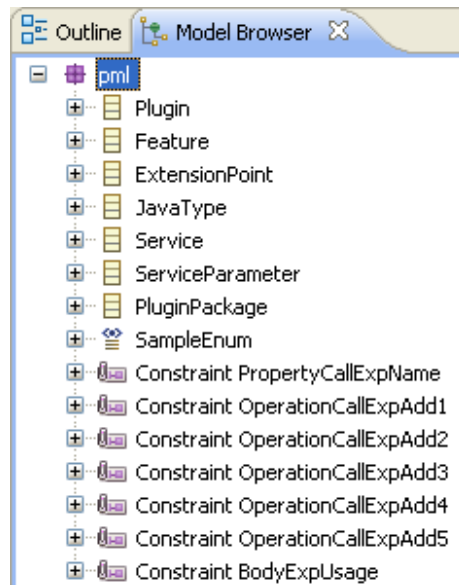 Outline Model Browser
pml
Plugin
Feature
ExtensionPoint
JavaType
Service
ServiceParameter
PluginPackage
SampleEnum
Constraint PropertyCallExpName
Constraint OperationCallExpAdd1
Constraint OperationCallExpAdd2
Constraint OperationCallExpAdd3
Constraint OperationCallExpAdd4
Constraint OperationCallExpAdd5
Constraint BodyExpUsage